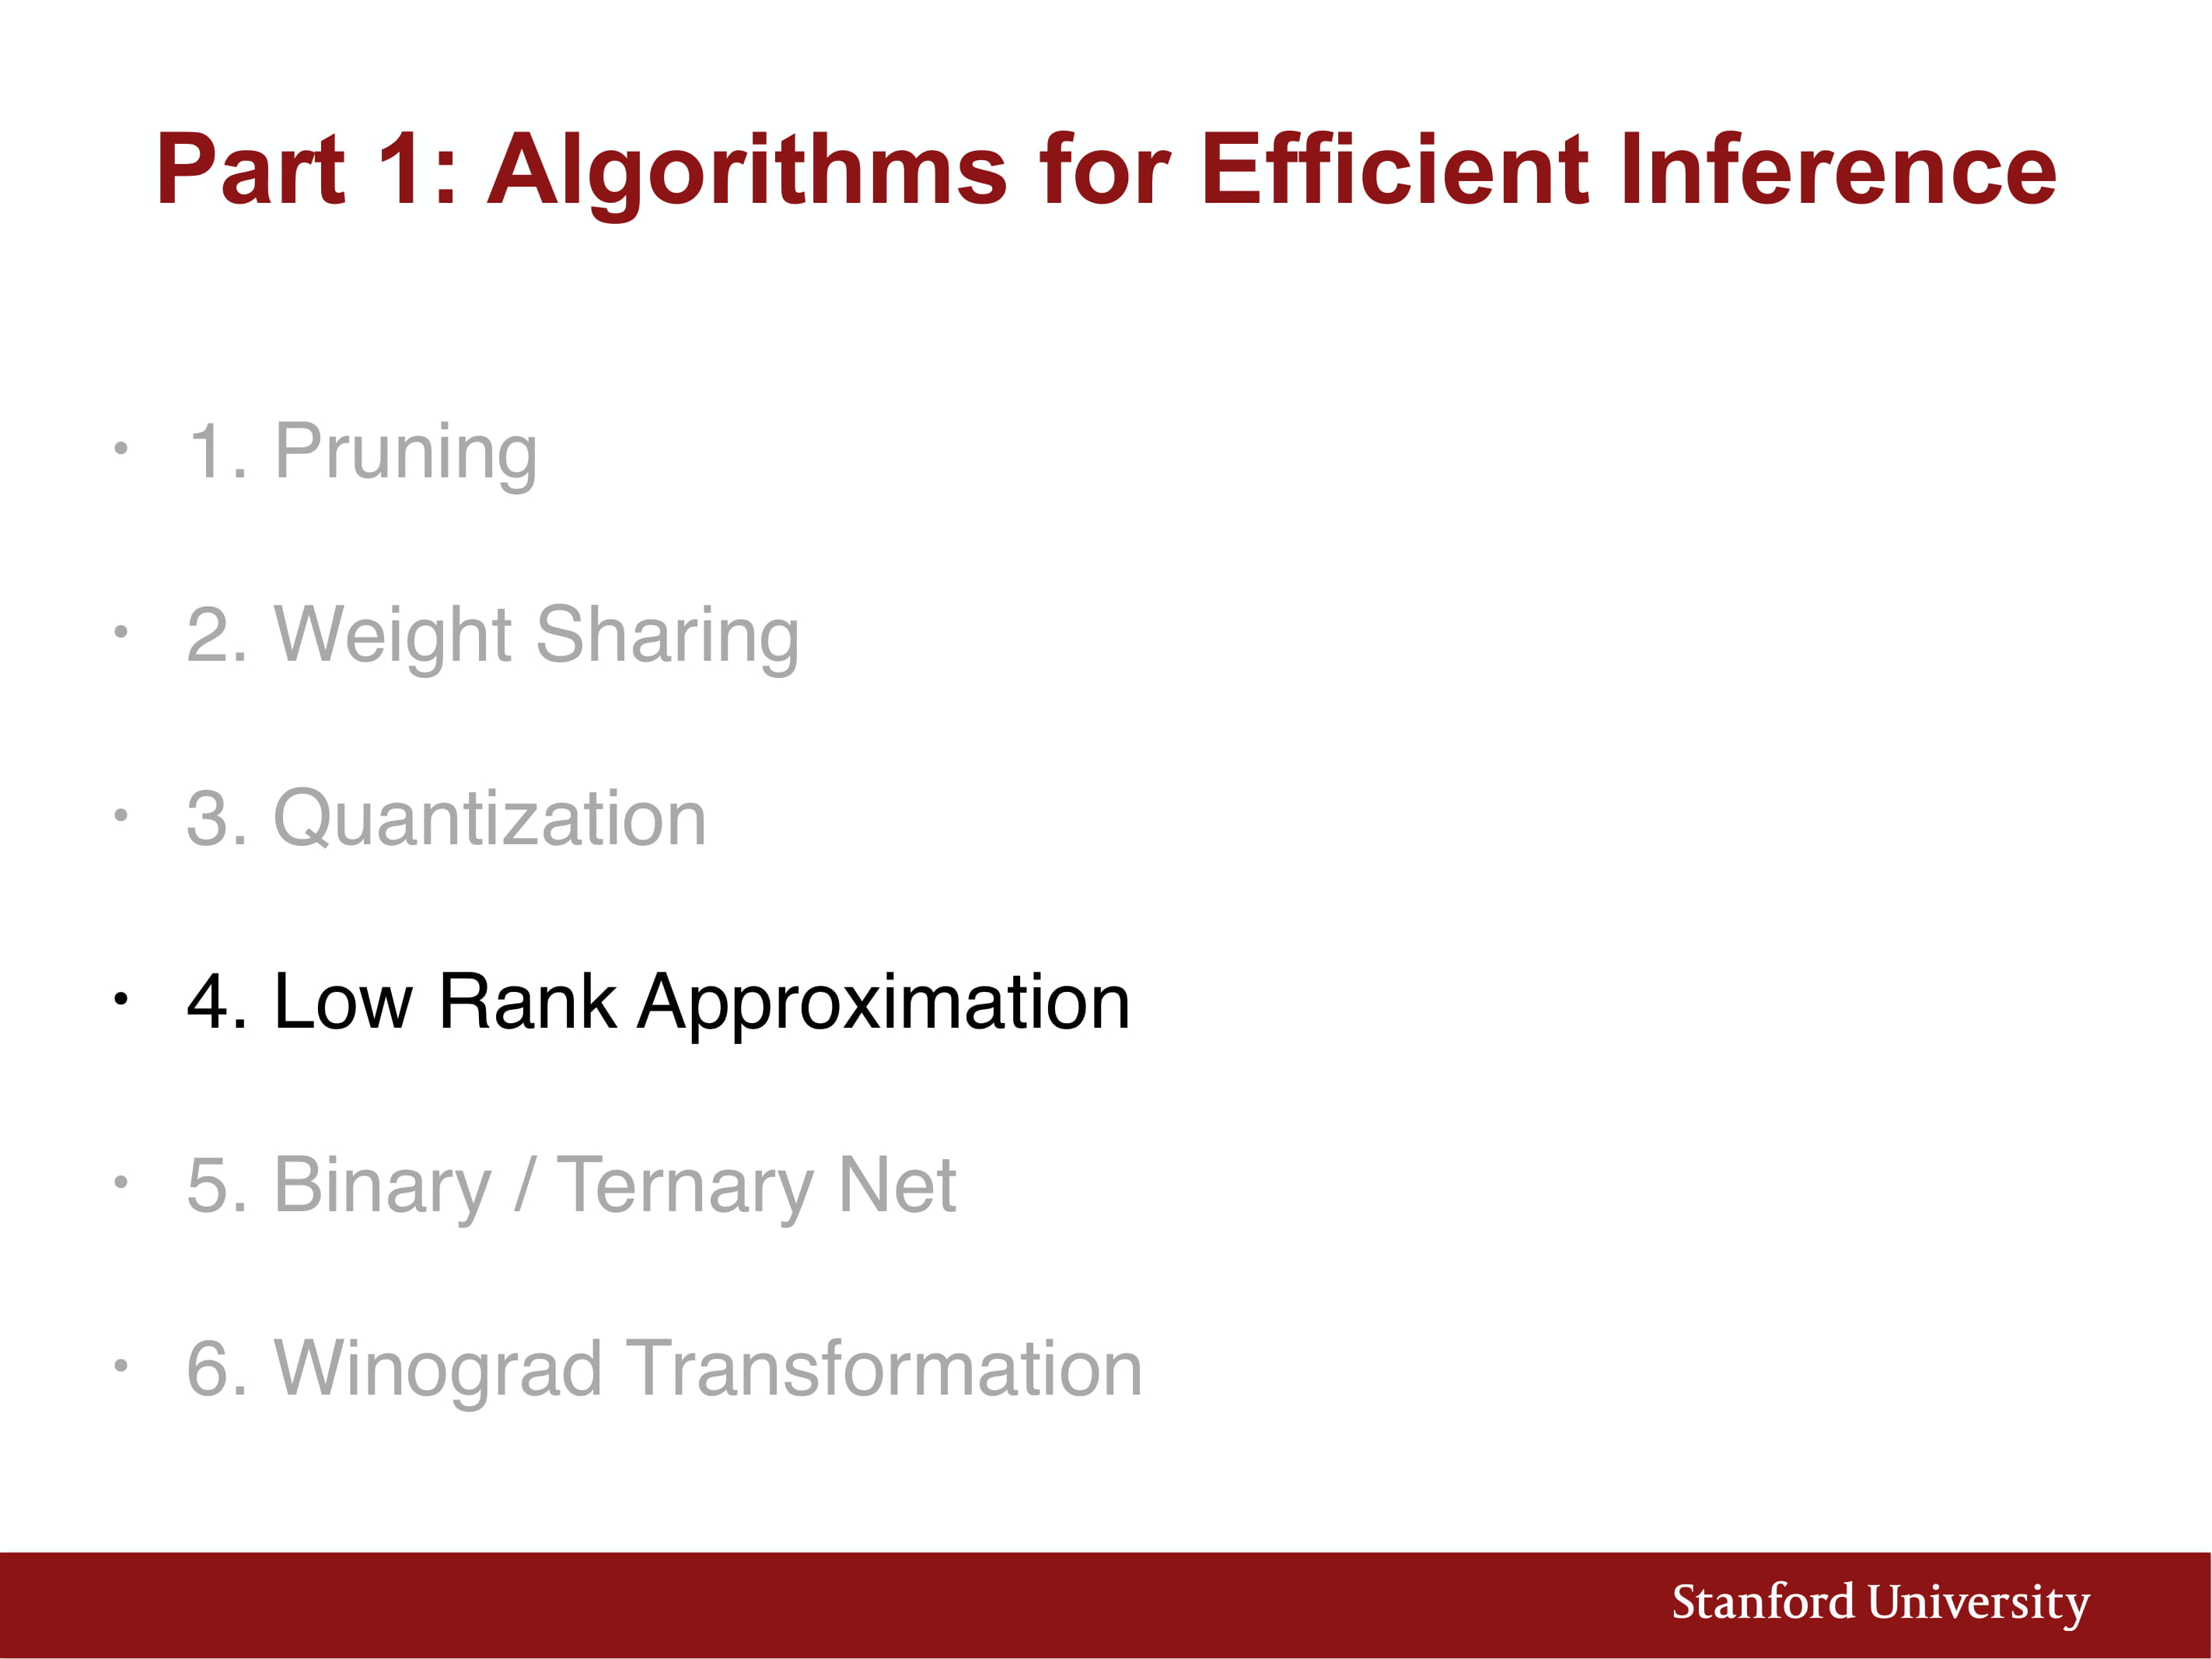 Part 1: Algorithms for Efficient Inference
• 1. Pruning
• 2. Weight Sharing
• 3. Quantization
• 4. Low Rank Approximation
• 5. Binary / Ternary Net
• 6. Winograd Transformation
Stanford University